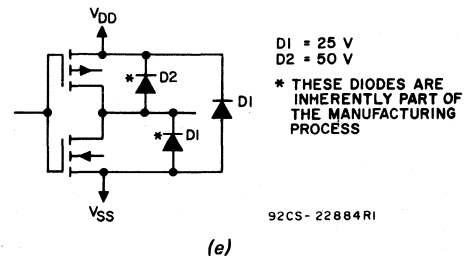 VDD
D1 = 25 V
D2 = 50 V
* D2
* THESE DIODES ARE
INHERENTLY PART OF
THE MANUFACTURING
PROCESS
D1
* D1
VSS
92CS-22884R1
(e)